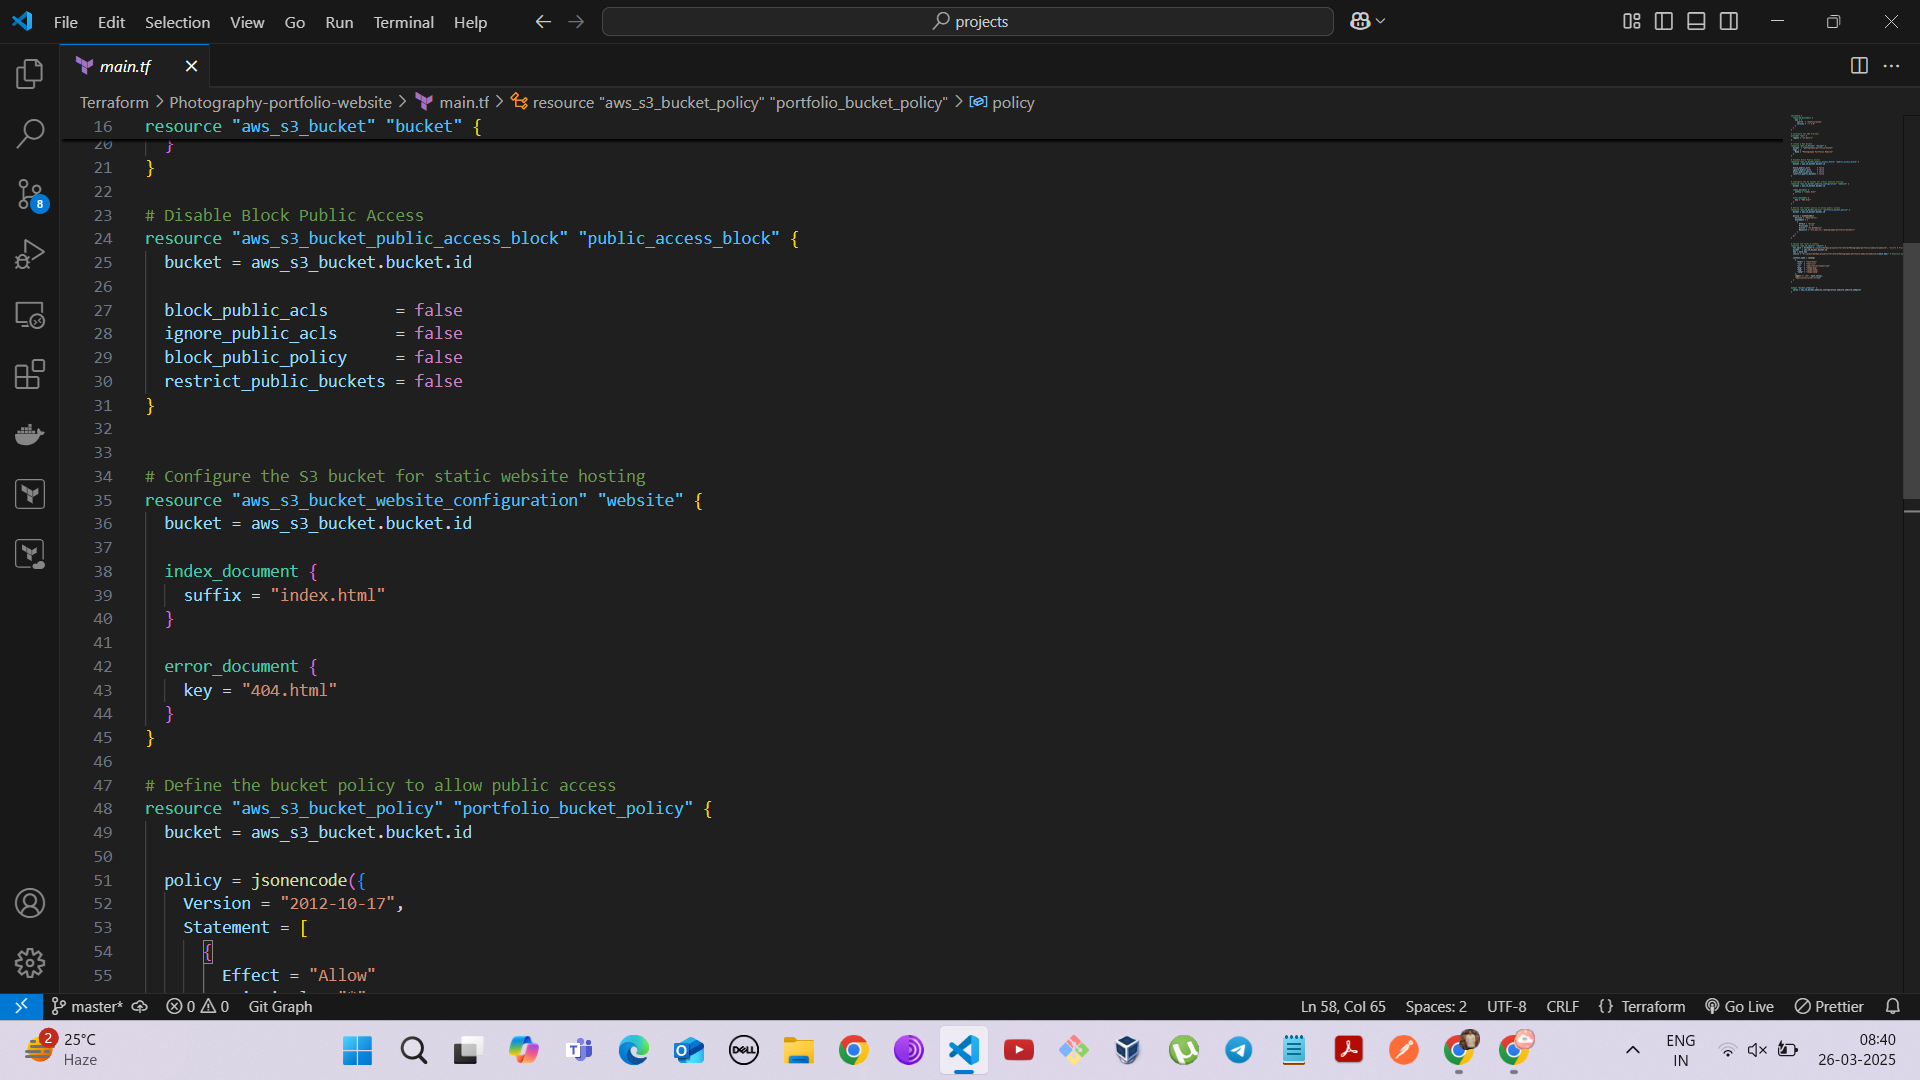 File Edit Selection View Go Run Terminal Help projects
main.tf
Terraform > Photography-portfolio-website > main.tf > resource "aws_s3_bucket_policy" "portfolio_bucket_policy" > policy
16 resource "aws_s3_bucket" "bucket" {
20 }
21 }
22
23 # Disable Block Public Access
24 resource "aws_s3_bucket_public_access_block" "public_access_block" {
25 bucket = aws_s3_bucket.bucket.id
26
27 block_public_acls       = false
28 ignore_public_acls      = false
29 block_public_policy     = false
30 restrict_public_buckets = false
31 }
32
33
34 # Configure the S3 bucket for static website hosting
35 resource "aws_s3_bucket_website_configuration" "website" {
36 bucket = aws_s3_bucket.bucket.id
37
38 index_document {
39 suffix = "index.html"
40 }
41
42 error_document {
43 key = "404.html"
44 }
45 }
46
47 # Define the bucket policy to allow public access
48 resource "aws_s3_bucket_policy" "portfolio_bucket_policy" {
49 bucket = aws_s3_bucket.bucket.id
50
51 policy = jsonencode({
52 Version = "2012-10-17",
53 Statement = [
54 {
55 Effect = "Allow"
8
master* 0 0 Git Graph Ln 58, Col 65 Spaces: 2 UTF-8 CRLF {} Terraform Go Live Prettier
2 25°C
Haze
DELL
ENG
IN
08:40
26-03-2025